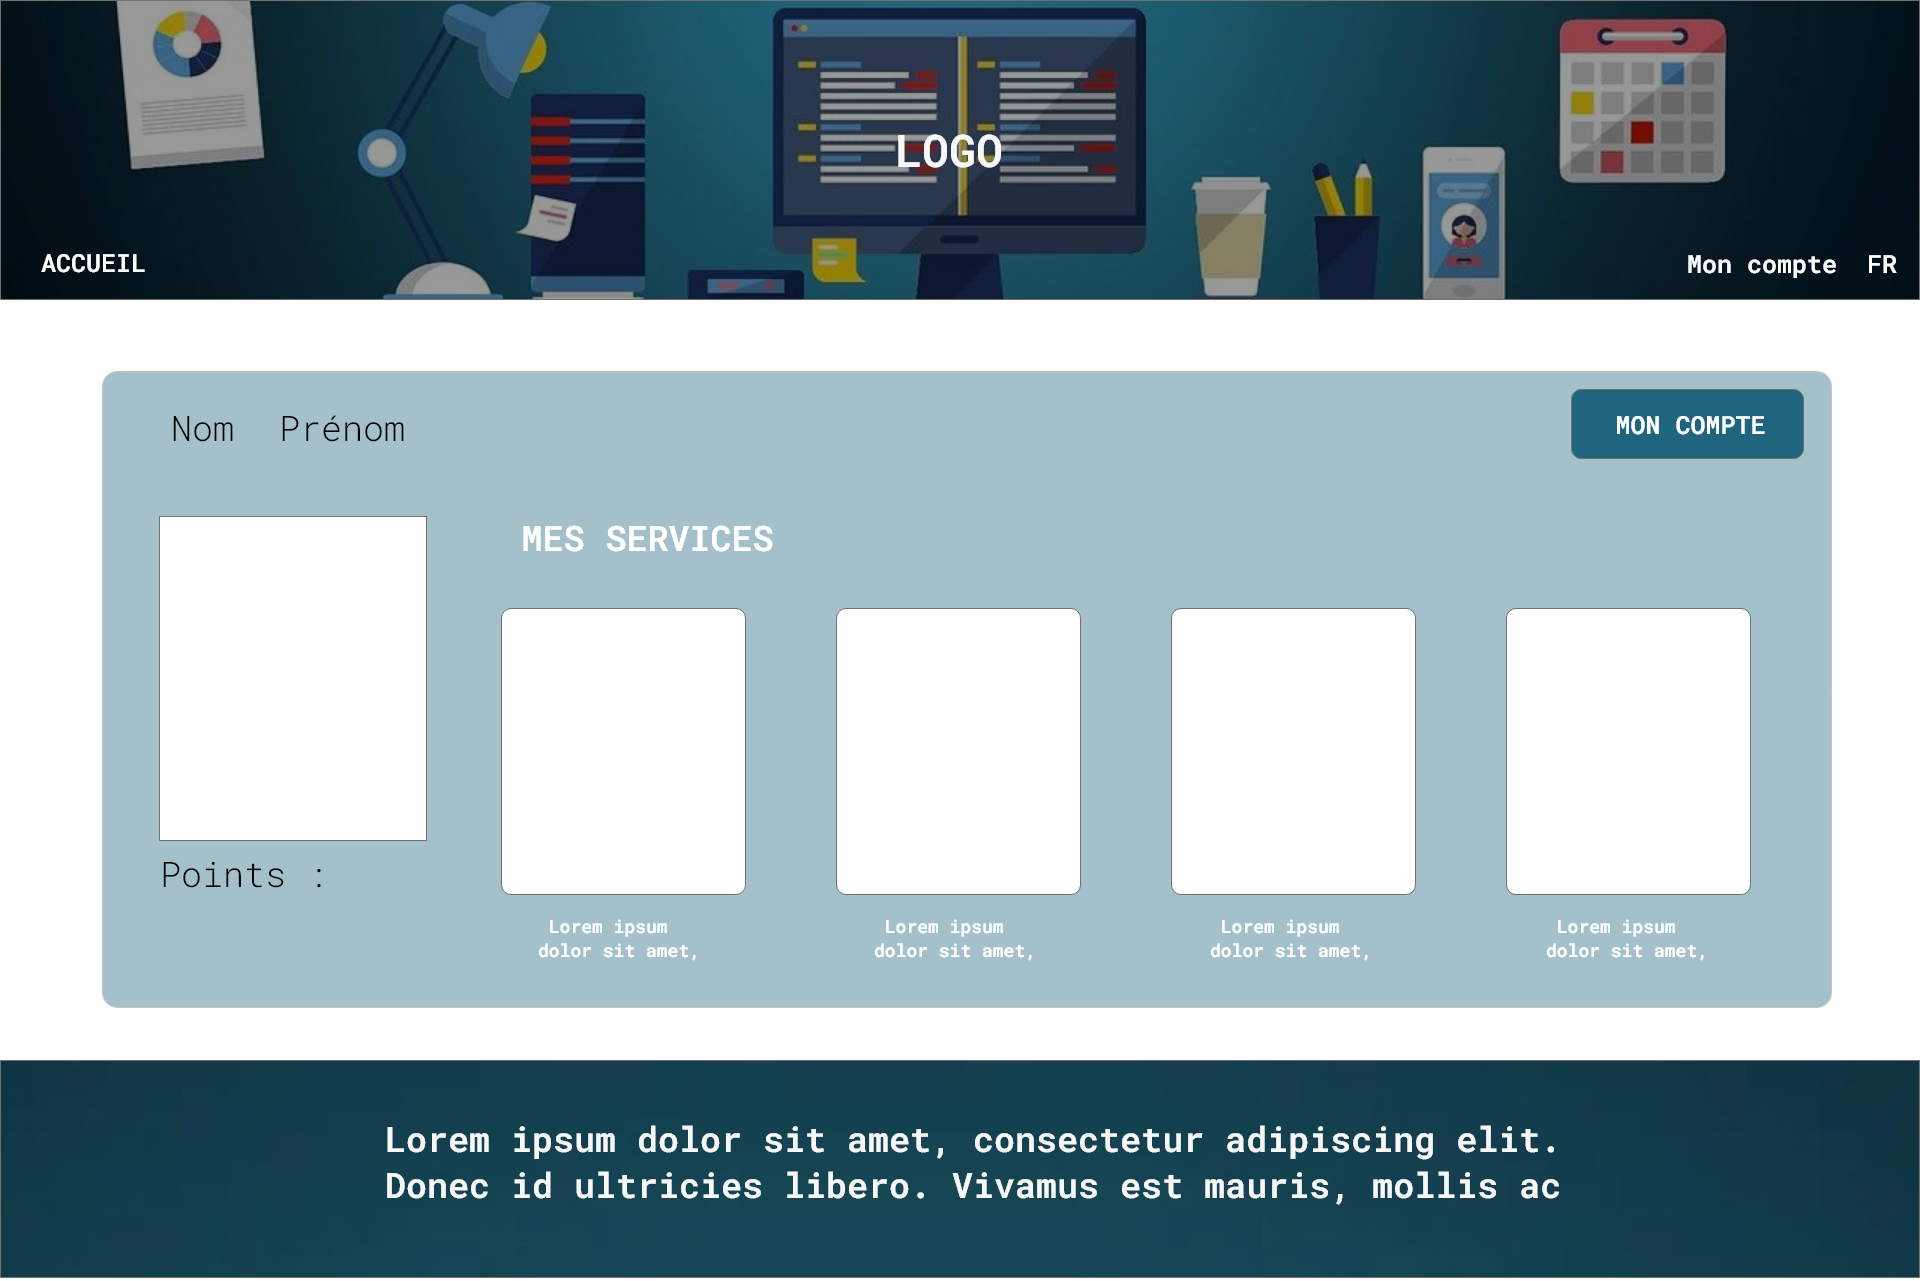 LOGO
ACCUEIL
Mon compte FR
Nom Prénom
MON COMPTE
MES SERVICES
Points :
Lorem ipsum
dolor sit amet,
Lorem ipsum
dolor sit amet,
Lorem ipsum
dolor sit amet,
Lorem ipsum
dolor sit amet,
Lorem ipsum dolor sit amet, consectetur adipiscing elit.
Donec id ultricies libero. Vivamus est mauris, mollis ac